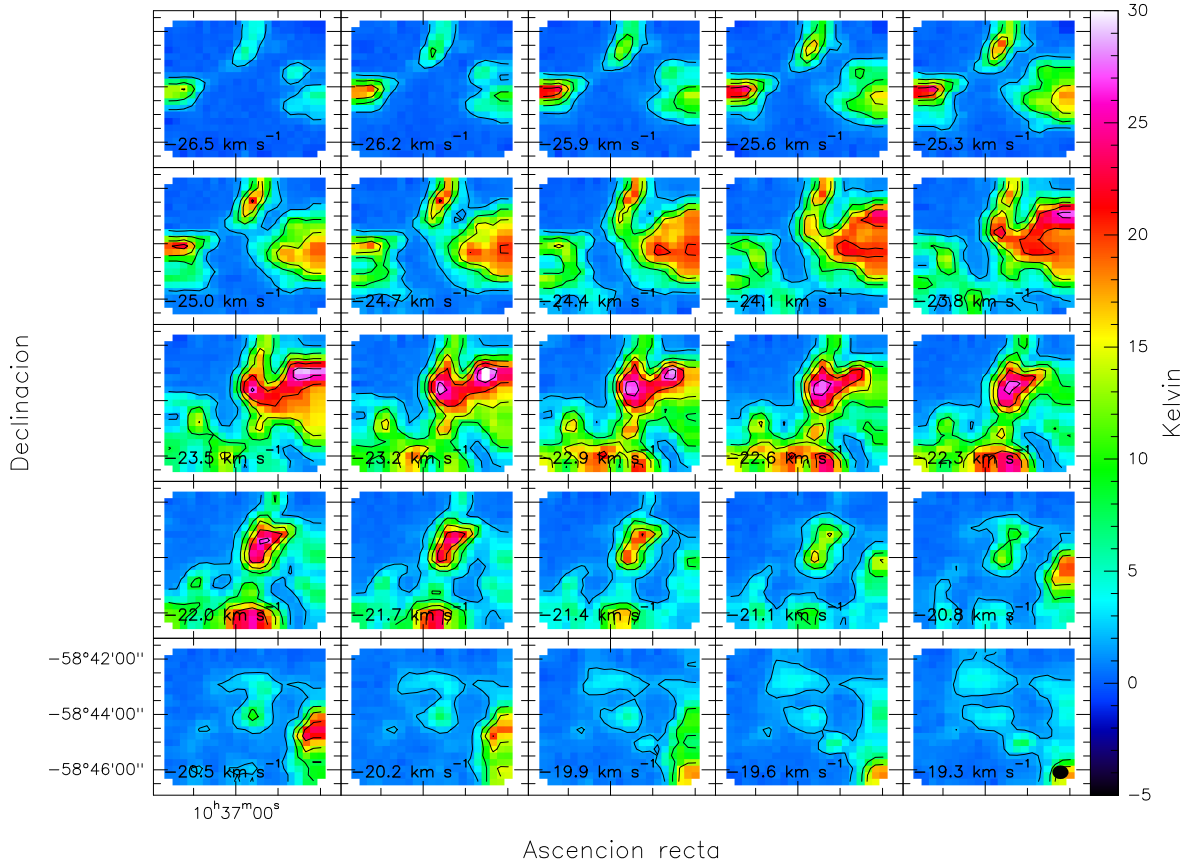 30
−26.5 km s⁻¹ −26.2 km s⁻¹ −25.9 km s⁻¹ −25.6 km s⁻¹ −25.3 km s⁻¹
25
−25.0 km s⁻¹ −24.7 km s⁻¹ −24.4 km s⁻¹ −24.1 km s⁻¹ −23.8 km s⁻¹
20
15
Declinacion
Kelvin
−23.5 km s⁻¹ −23.2 km s⁻¹ −22.9 km s⁻¹ −22.6 km s⁻¹ −22.3 km s⁻¹
10
5
−22.0 km s⁻¹ −21.7 km s⁻¹ −21.4 km s⁻¹ −21.1 km s⁻¹ −20.8 km s⁻¹
−58°42'00"
0
−58°44'00"
−58°46'00"
−20.5 km s⁻¹ −20.2 km s⁻¹ −19.9 km s⁻¹ −19.6 km s⁻¹ −19.3 km s⁻¹
−5
10ʰ37ᵐ00ˢ
Ascencion recta